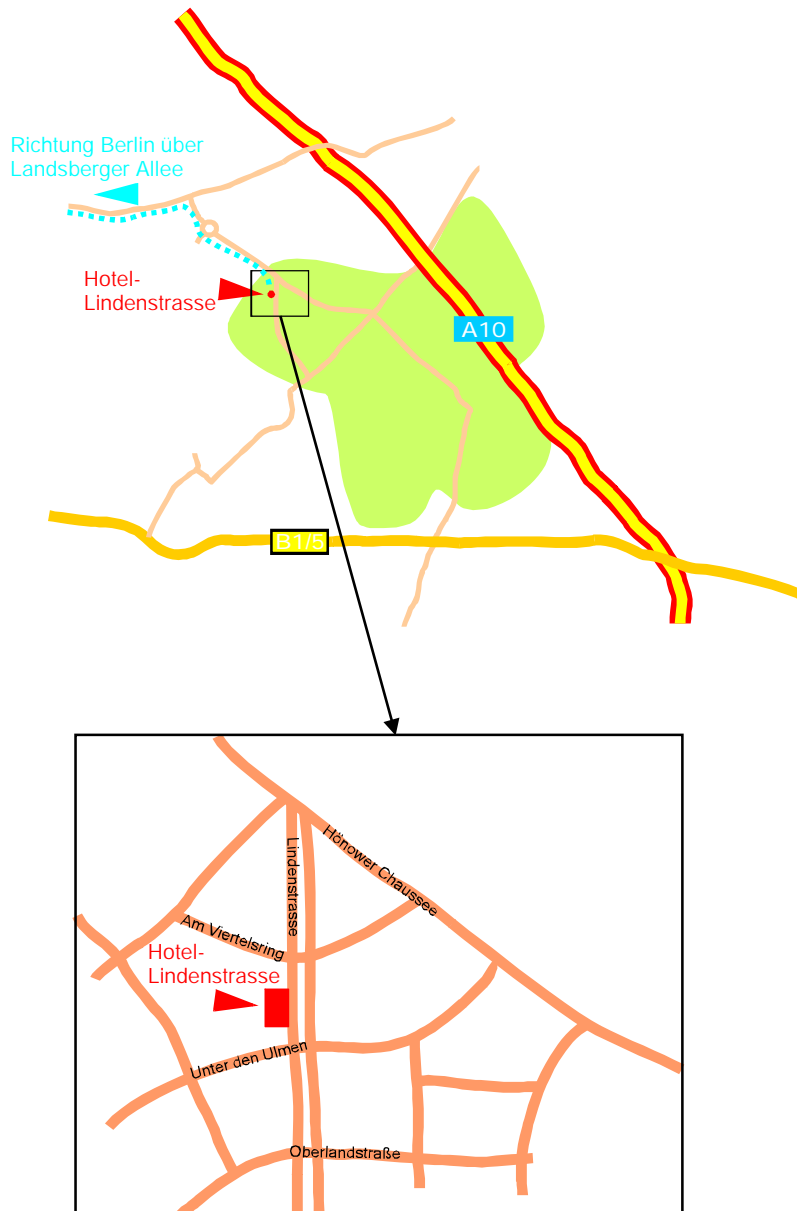 Richtung Berlin über
Landsberger Allee
Hotel-
Lindenstrasse
A10
B1/5
Lindenstrasse
Hönower Chaussee
Am Viertelsring
Hotel-
Lindenstrasse
Unter den Ulmen
Oberlandstraße